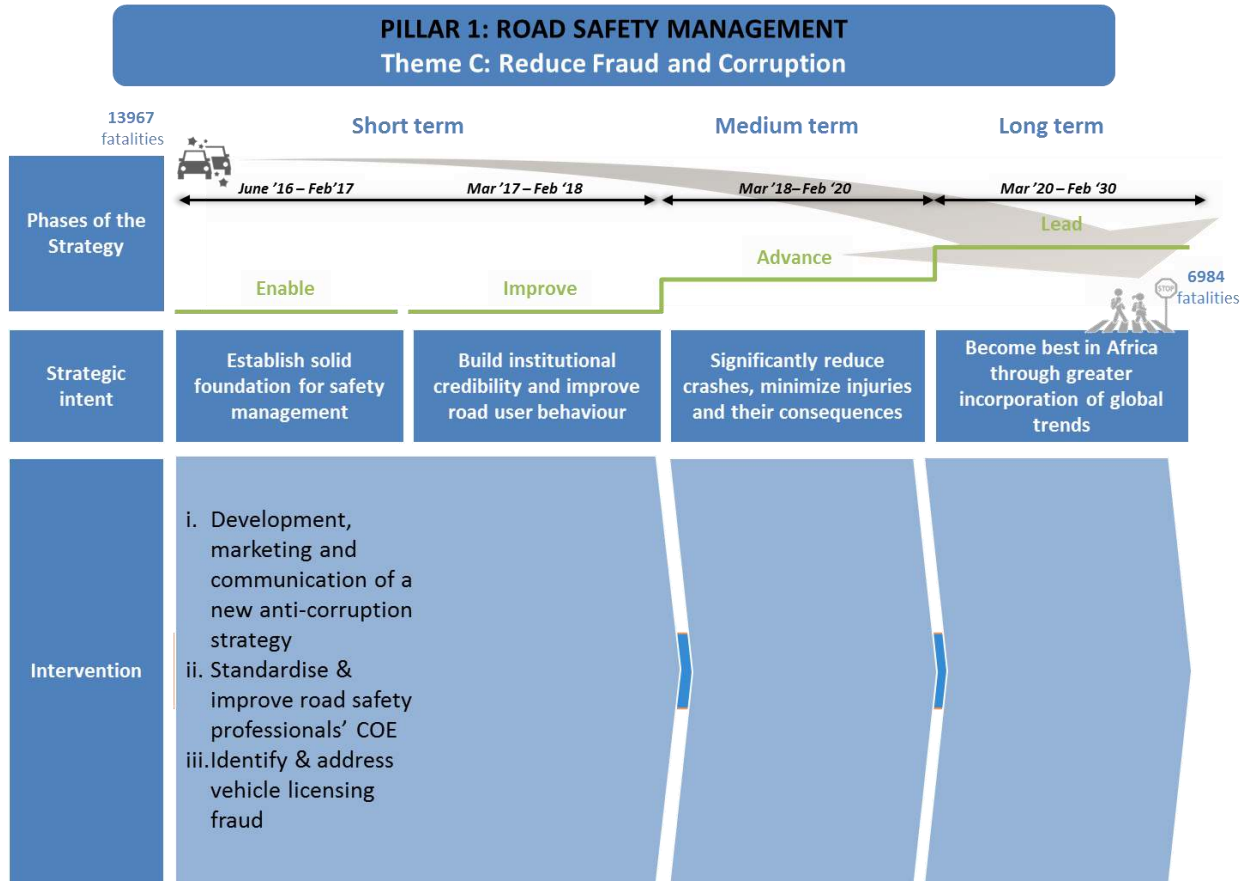 PILLAR 1: ROAD SAFETY MANAGEMENT
Theme C: Reduce Fraud and Corruption
13967
fatalities
Short term
Medium term
Long term
June ’16 – Feb’17
Mar ’17 – Feb ‘18
Mar ’18– Feb ’20
Mar ’20 – Feb ’30
Phases of the
Strategy
Enable
Improve
Advance
Lead
STOP
6984
fatalities
Strategic
intent
Establish solid
foundation for safety
management
Build institutional
credibility and improve
road user behaviour
Significantly reduce
crashes, minimize injuries
and their consequences
Become best in Africa
through greater
incorporation of global
trends
Intervention
i. Development,
marketing and
communication of a
new anti-corruption
strategy
ii. Standardise &
improve road safety
professionals’ COE
iii.Identify & address
vehicle licensing
fraud